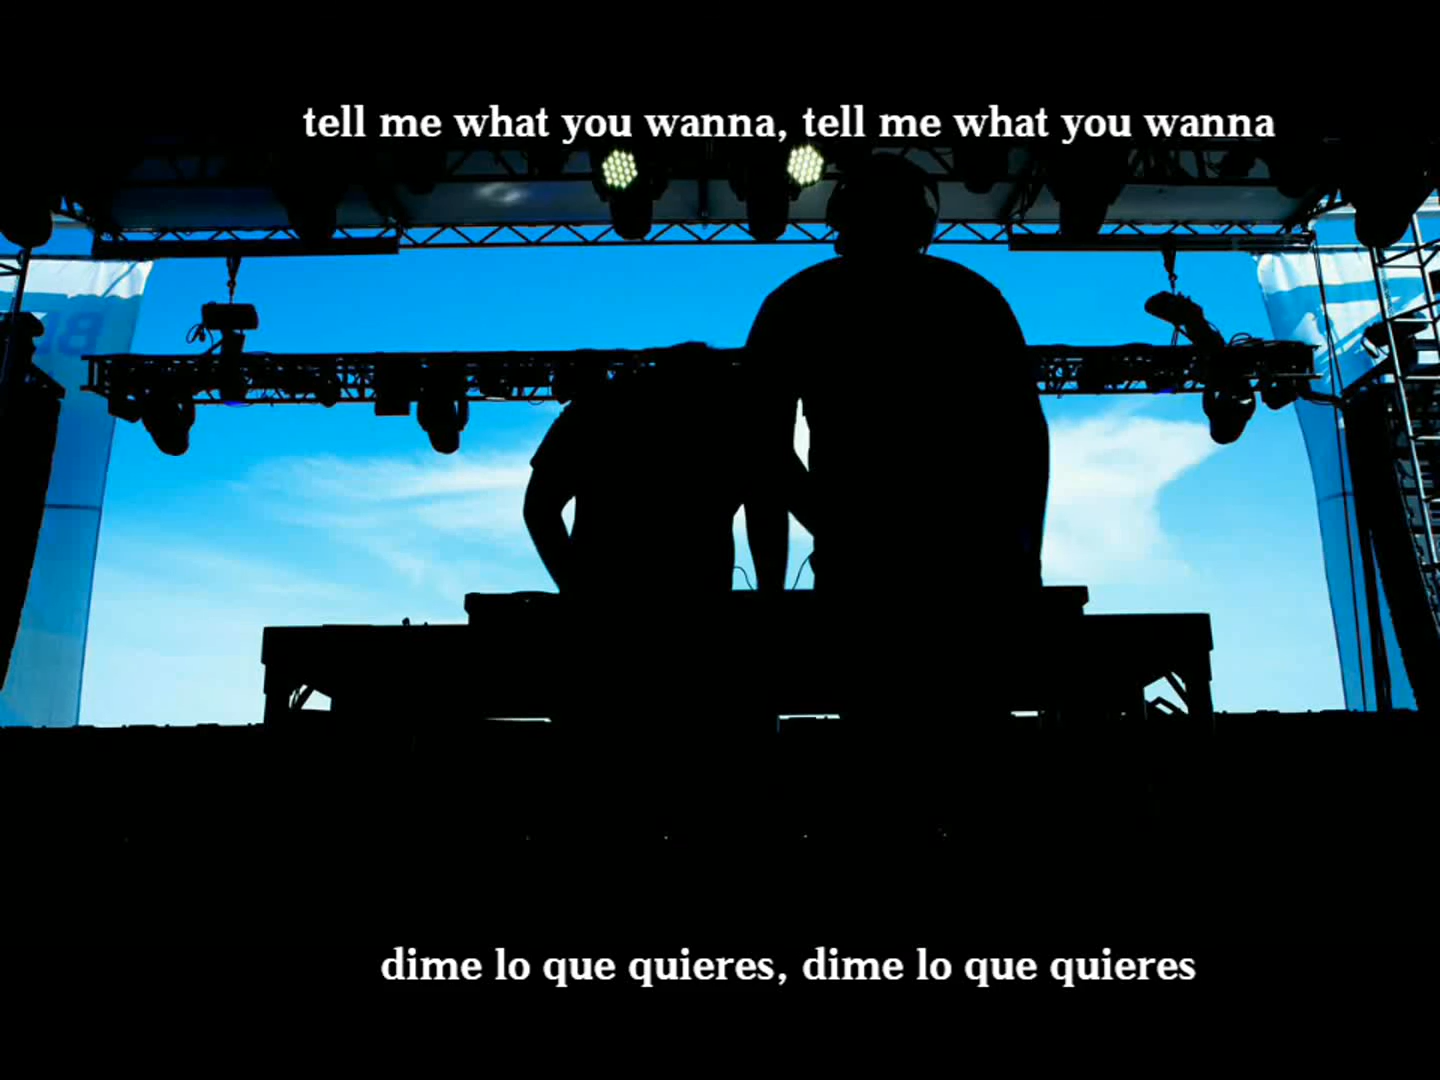 tell me what you wanna, tell me what you wanna
dime lo que quieres, dime lo que quieres